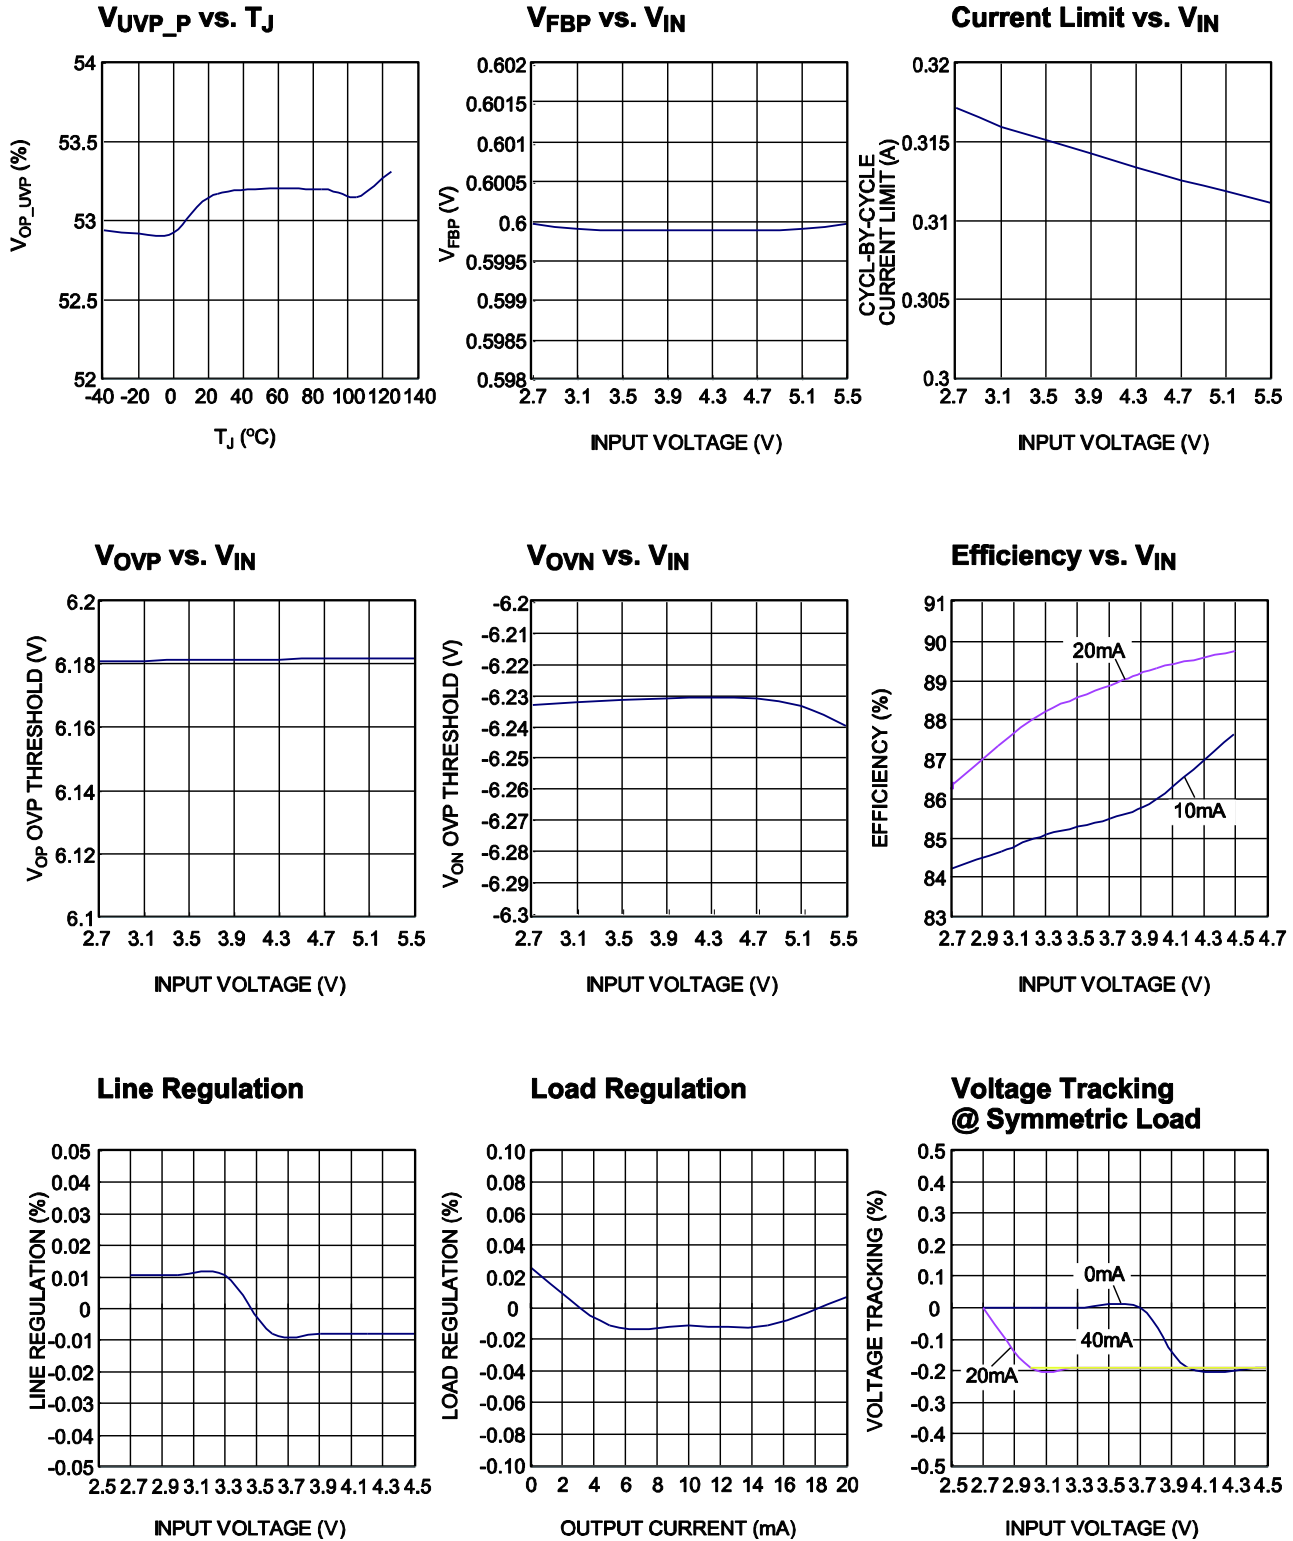 VUVP_P vs. TJ
54
53.5
53
52.5
52
VOP_UVP (%)
-40 -20 0 20 40 60 80 100 120 140
TJ (ºC)
VFBP vs. VIN
0.602
0.6015
0.601
0.6005
0.6
0.5995
0.599
0.5985
0.598
VFBP (V)
2.7 3.1 3.5 3.9 4.3 4.7 5.1 5.5
INPUT VOLTAGE (V)
Current Limit vs. VIN
0.32
0.315
0.31
0.305
0.3
CYCL-BY-CYCLE
CURRENT LIMIT (A)
2.7 3.1 3.5 3.9 4.3 4.7 5.1 5.5
INPUT VOLTAGE (V)
VOVP vs. VIN
6.2
6.18
6.16
6.14
6.12
6.1
VOP OVP THRESHOLD (V)
2.7 3.1 3.5 3.9 4.3 4.7 5.1 5.5
INPUT VOLTAGE (V)
VOVN vs. VIN
-6.2
-6.21
-6.22
-6.23
-6.24
-6.25
-6.26
-6.27
-6.28
-6.29
-6.3
VON OVP THRESHOLD (V)
2.7 3.1 3.5 3.9 4.3 4.7 5.1 5.5
INPUT VOLTAGE (V)
Efficiency vs. VIN
91
90
89
88
87
86
85
84
83
EFFICIENCY (%)
20mA
10mA
2.7 2.9 3.1 3.3 3.5 3.7 3.9 4.1 4.3 4.5 4.7
INPUT VOLTAGE (V)
Line Regulation
0.05
0.04
0.03
0.02
0.01
0
-0.01
-0.02
-0.03
-0.04
-0.05
LINE REGULATION (%)
2.5 2.7 2.9 3.1 3.3 3.5 3.7 3.9 4.1 4.3 4.5
INPUT VOLTAGE (V)
Load Regulation
0.10
0.08
0.06
0.04
0.02
0
-0.02
-0.04
-0.06
-0.08
-0.10
LOAD REGULATION (%)
0 2 4 6 8 10 12 14 16 18 20
OUTPUT CURRENT (mA)
Voltage Tracking
@ Symmetric Load
0.5
0.4
0.3
0.2
0.1
0
-0.1
-0.2
-0.3
-0.4
-0.5
VOLTAGE TRACKING (%)
0mA
40mA
20mA
2.5 2.7 2.9 3.1 3.3 3.5 3.7 3.9 4.1 4.3 4.5
INPUT VOLTAGE (V)